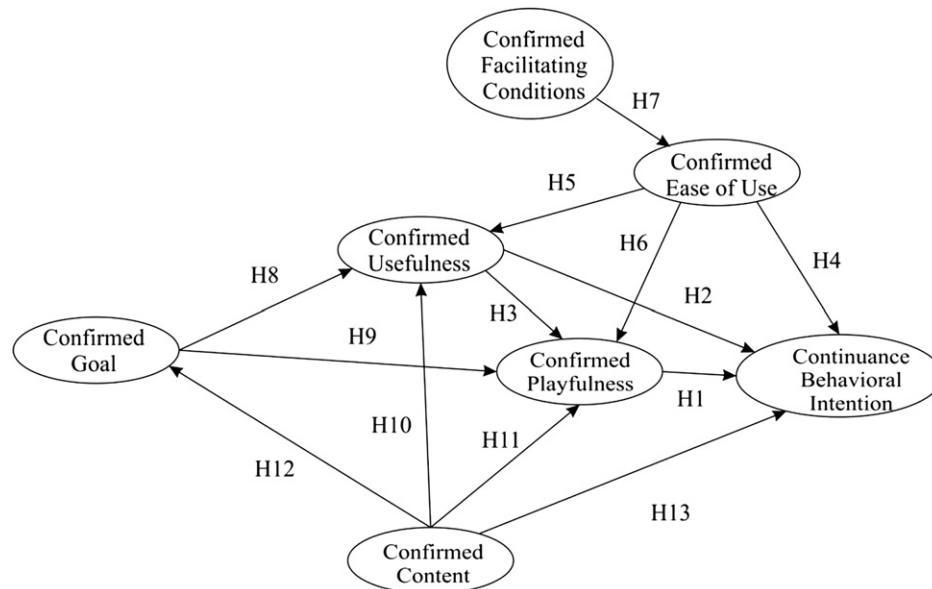 Confirmed
Facilitating
Conditions
H7
Confirmed
Ease of Use
H5
Confirmed
Usefulness
H6
H4
H8
H2
H3
Confirmed
Goal
H9
Confirmed
Playfulness
Continuance
Behavioral
Intention
H1
H10
H11
H12
H13
Confirmed
Content